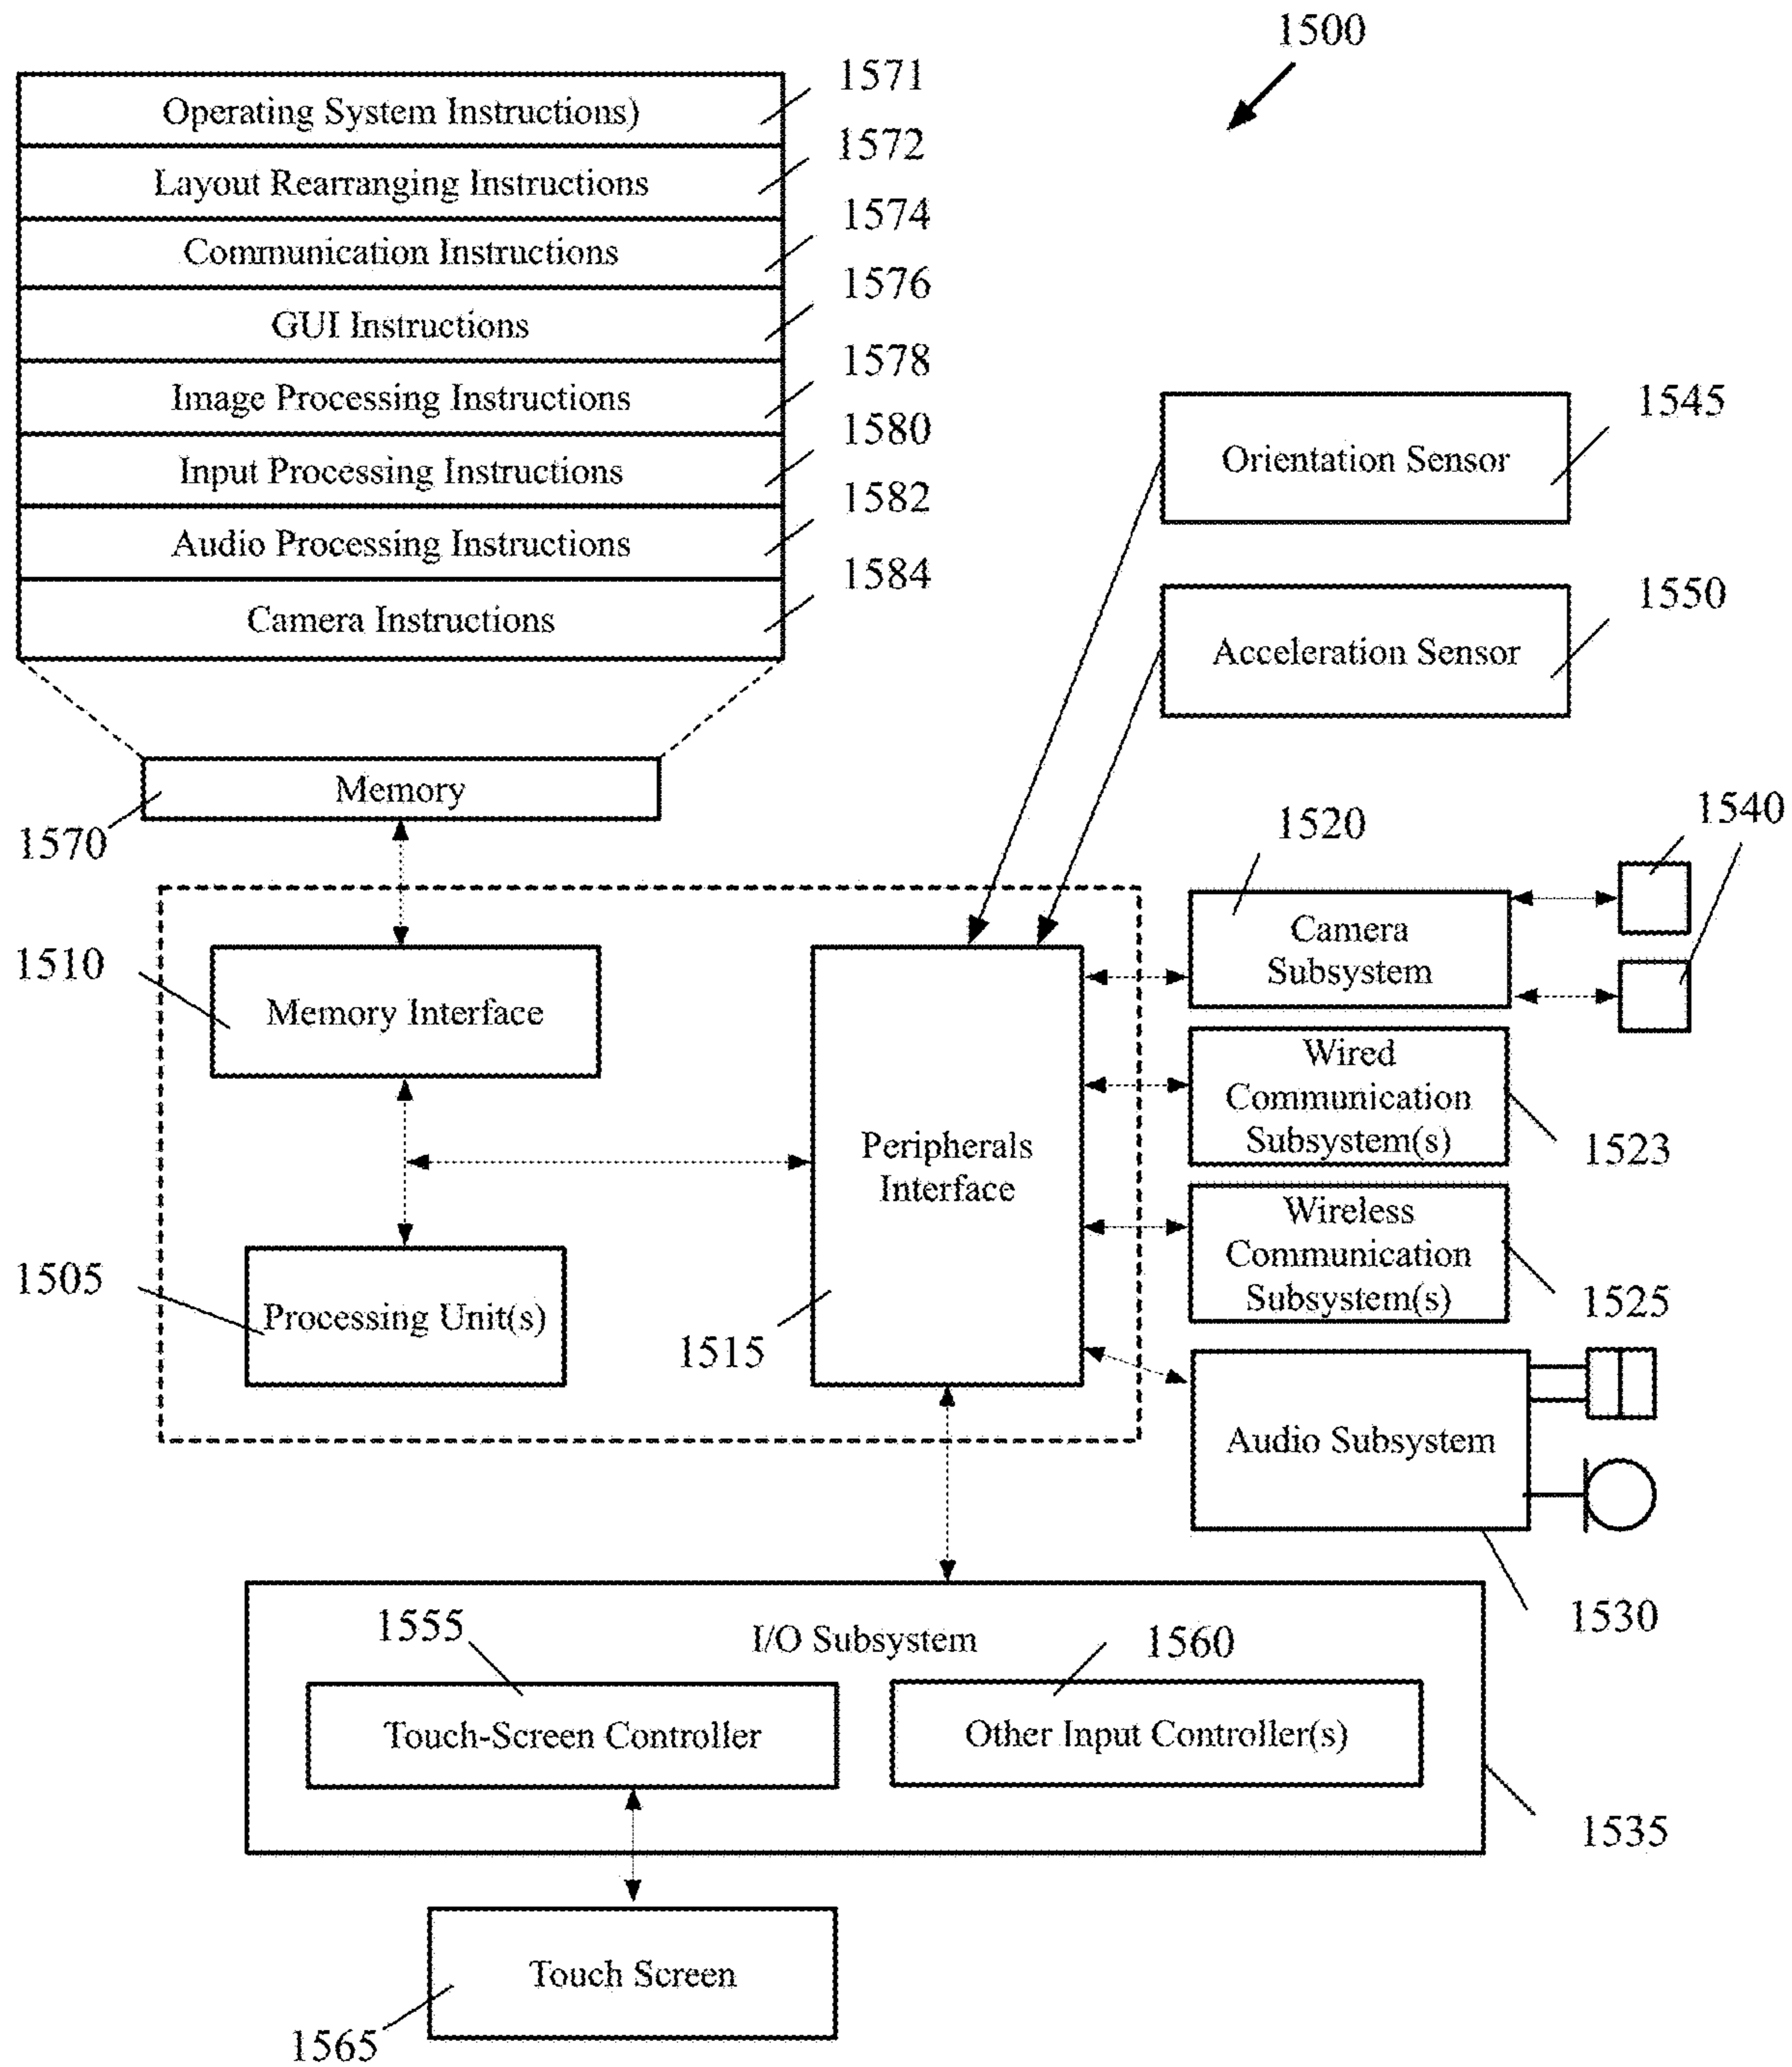 1500
1571
Operating System Instructions)
1572
Layout Rearranging Instructions
1574
Communication Instructions
1576
GUI Instructions
1578
Image Processing Instructions
1580
Input Processing Instructions
1582
Audio Processing Instructions
1584
Camera Instructions
1545
Orientation Sensor
1550
Acceleration Sensor
Memory
1570
1520
1540
Camera
Subsystem
1510
Memory Interface
Wired
Communication
Subsystem(s)
1523
Peripherals
Interface
Wireless
Communication
Subsystem(s)
1525
1505
Processing Unit(s)
1515
Audio Subsystem
1530
I/O Subsystem
1555
1560
Touch-Screen Controller
Other Input Controller(s)
1535
Touch Screen
1565